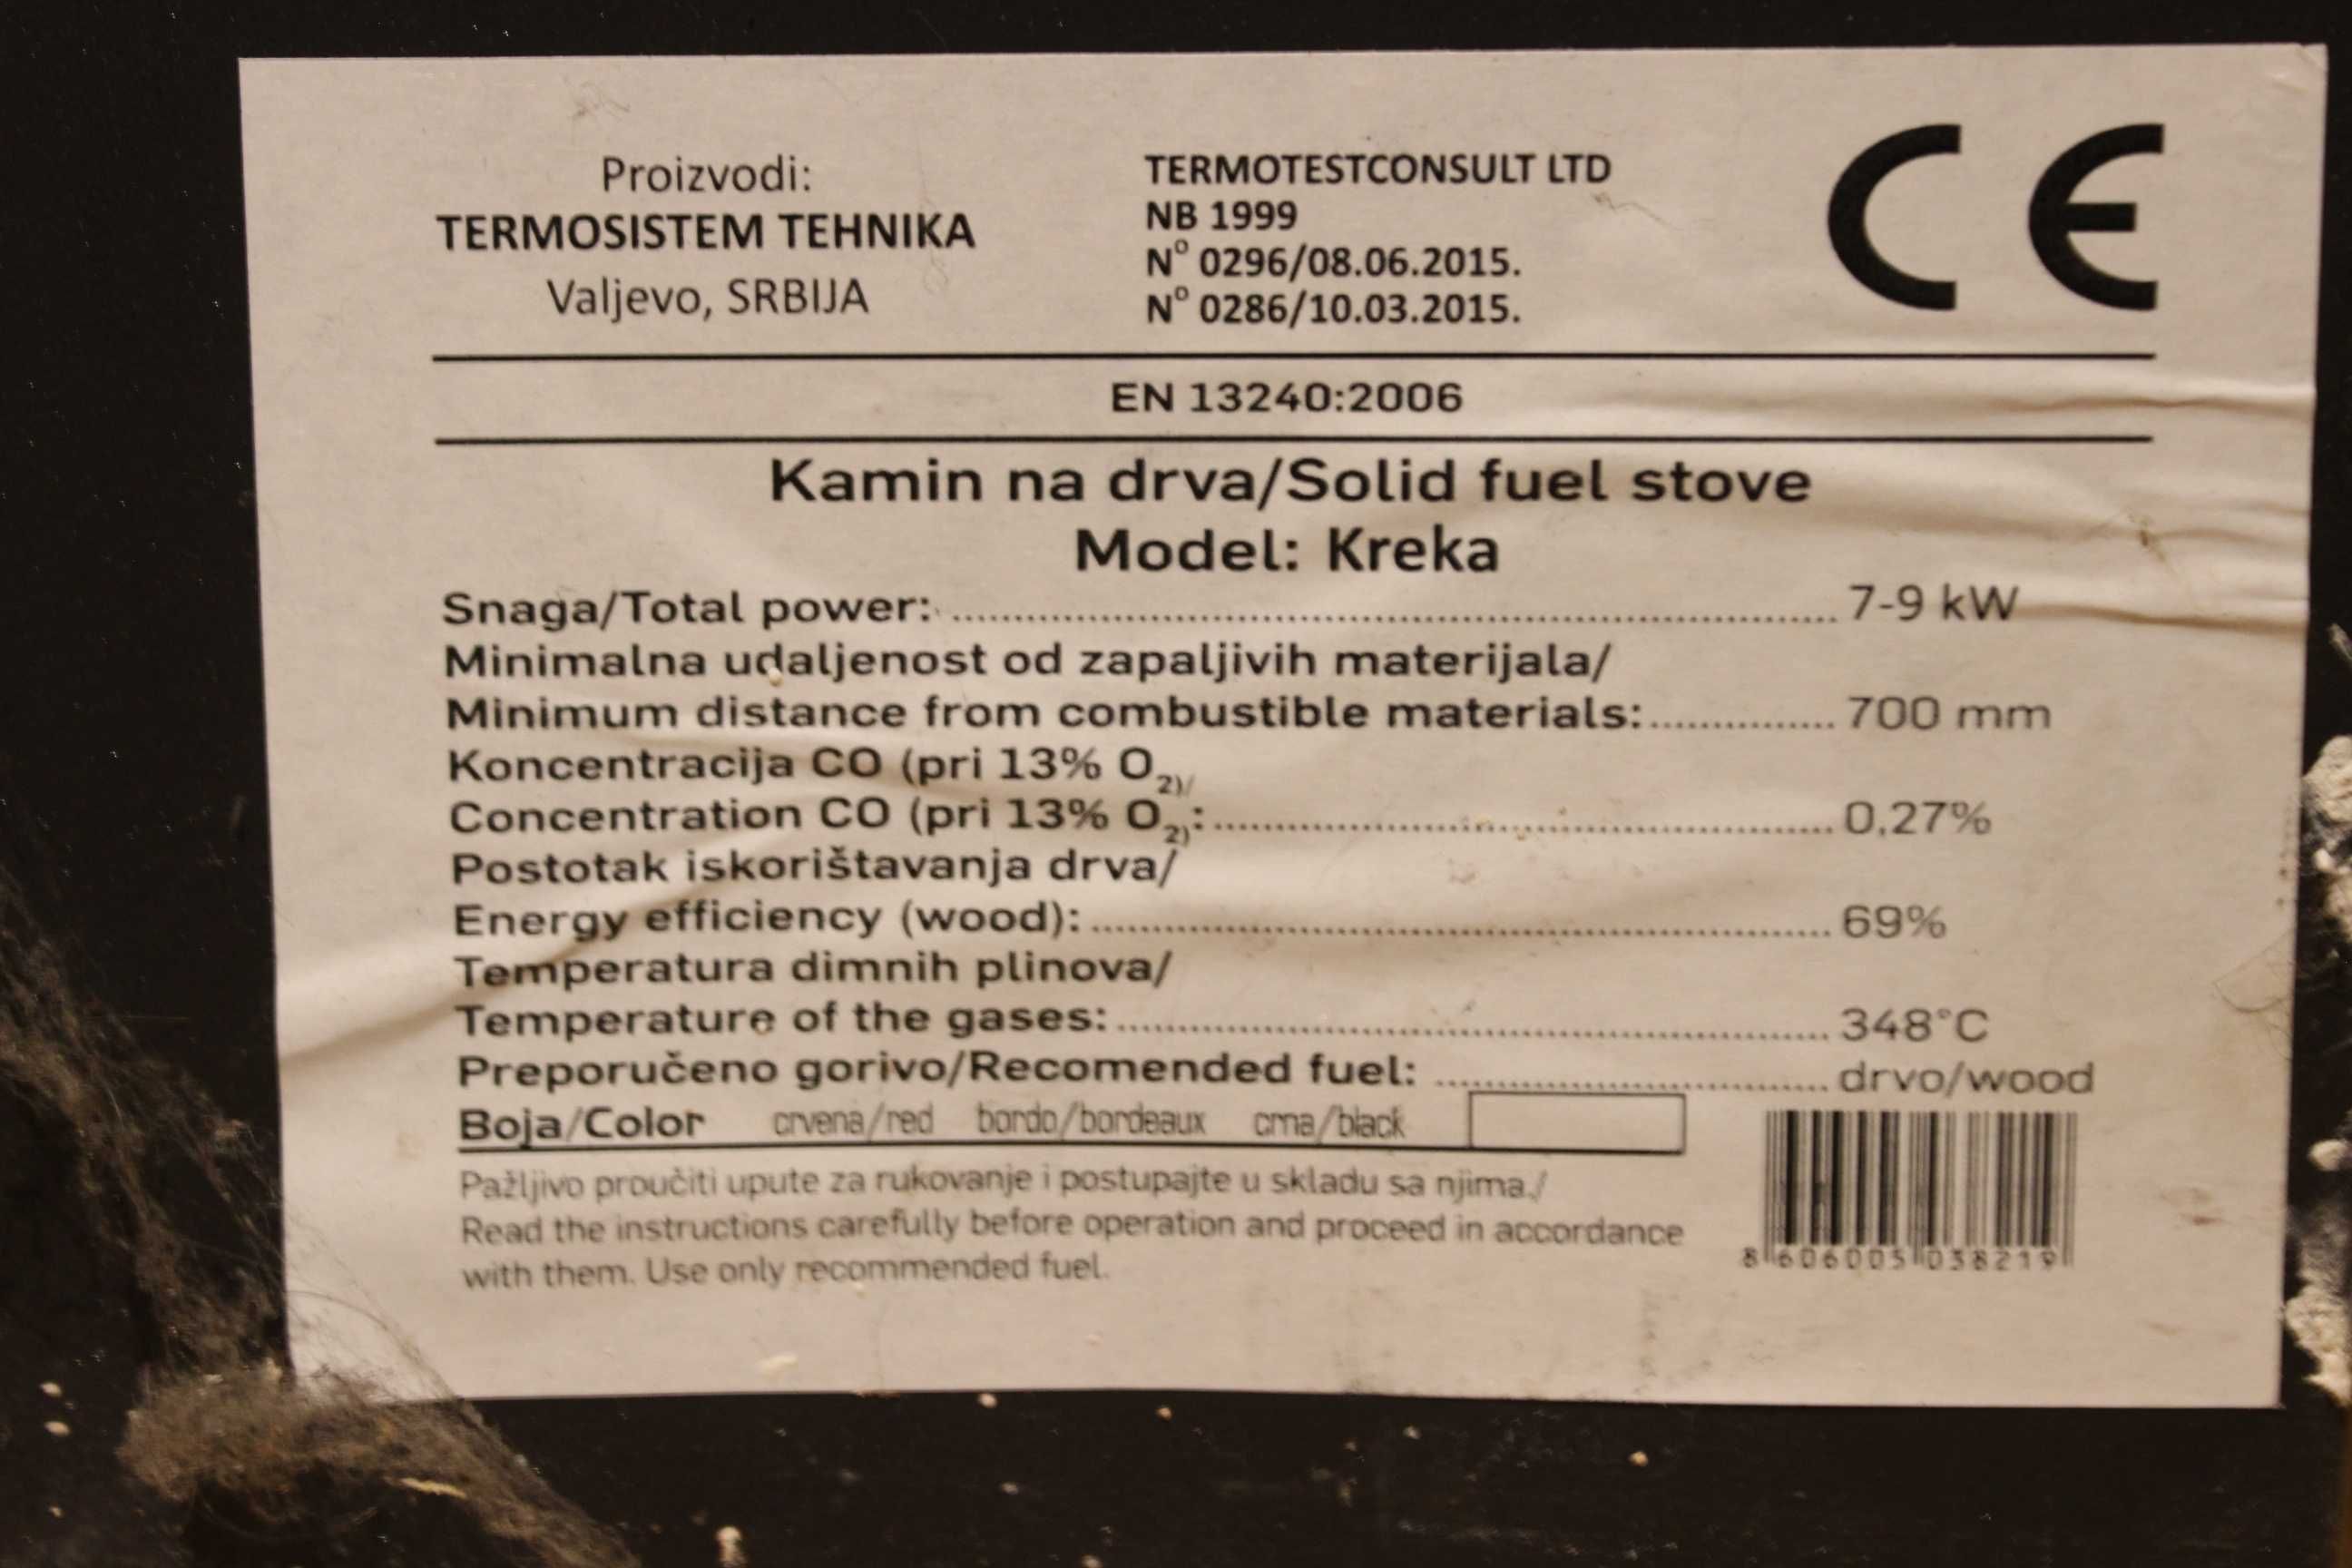 Proizvodi:
TERMOSISTEM TEHNIKA
Valjevo, SRBIJA
TERMOTESTCONSULT LTD
NB 1999
N° 0296/08.06.2015.
N° 0286/10.03.2015.
CE
EN 13240:2006
Kamin na drva/Solid fuel stove
Model: Kreka
Snaga/Total power: ........ 7-9 kW
Minimalna udaljenost od zapaljivih materijala/
Minimum distance from combustible materials: ........ 700 mm
Koncentracija CO (pri 13% O₂)/
Concentration CO (pri 13% O₂): ........ 0,27%
Postotak iskorištavanja drva/
Energy efficiency (wood): ........ 69%
Temperatura dimnih plinova/
Temperature of the gases: ........ 348°C
Preporučeno gorivo/Recomended fuel: ........ drvo/wood
Boja/Color crvena/red bordo/bordeaux crna/black
Pažljivo proučiti upute za rukovanje i postupajte u skladu sa njima./
Read the instructions carefully before operation and proceed in accordance
with them. Use only recommended fuel.
8 606005 038219